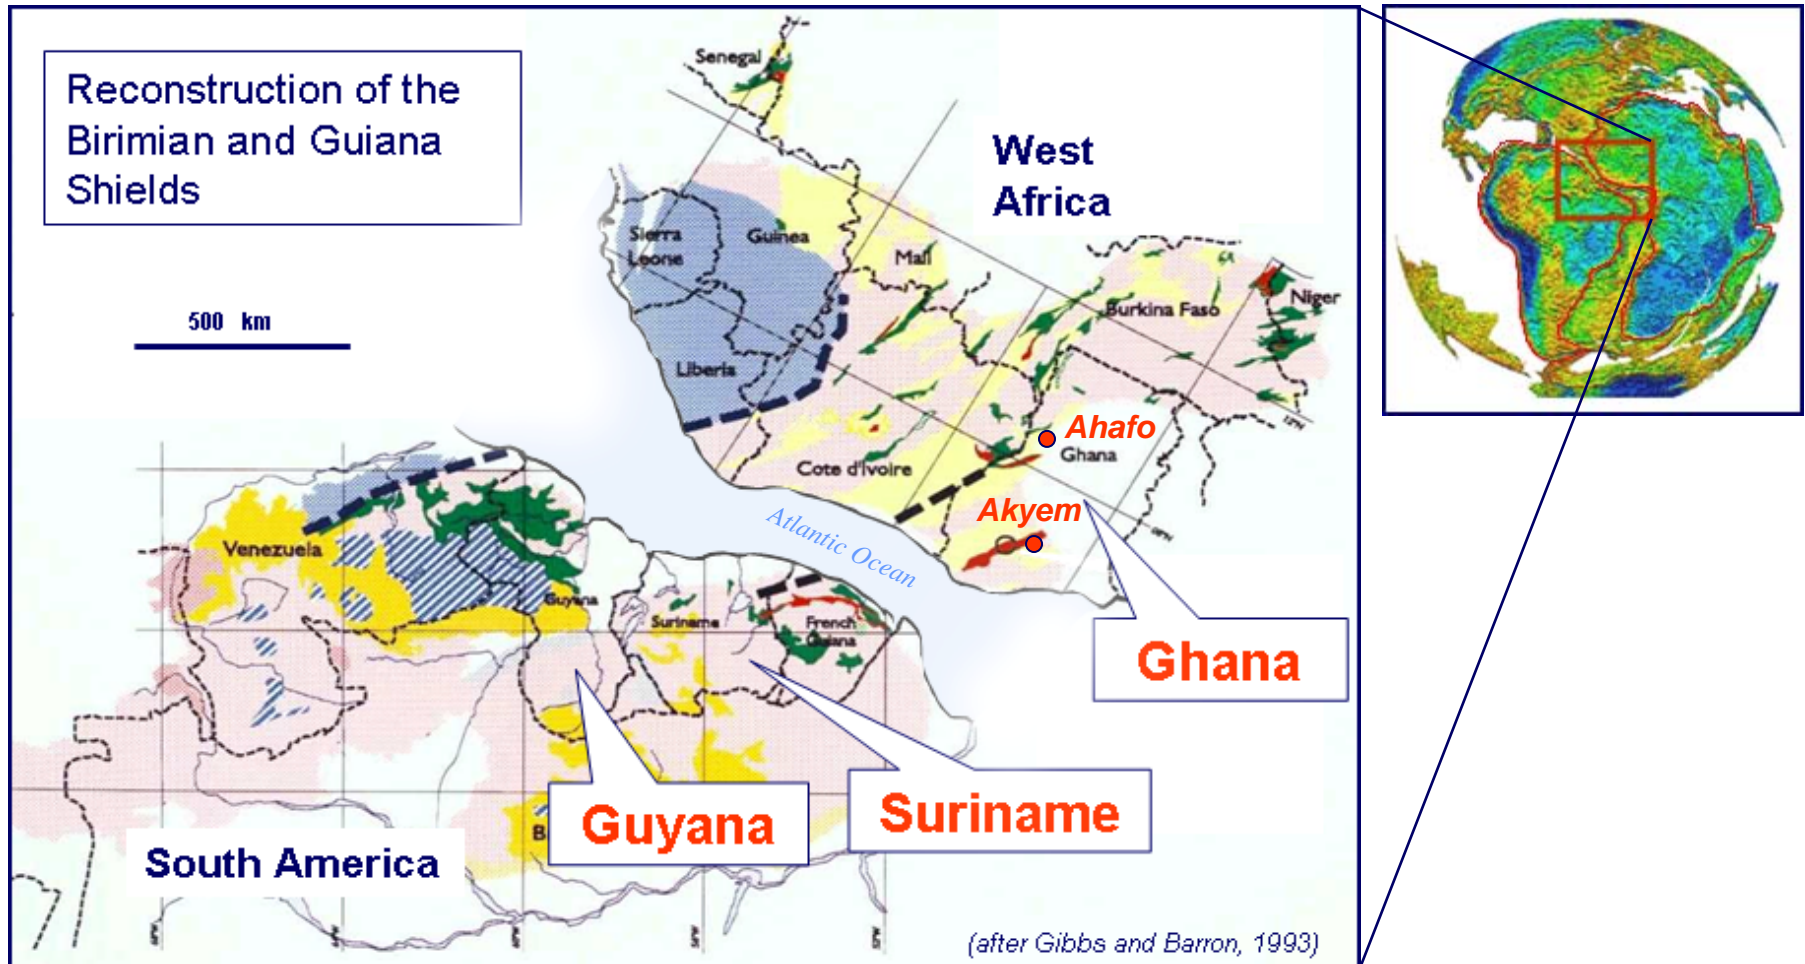 Reconstruction of the
Birimian and Guiana
Shields
500 km
Senegal
West
Africa
Sierra
Leone
Guinea
Mali
Burkina Faso
Niger
Liberia
Cote d'Ivoire
Ahafo
Ghana
Akyem
Atlantic Ocean
Venezuela
Guyana
Suriname
French
Guiana
Ghana
Guyana
Suriname
South America
(after Gibbs and Barron, 1993)